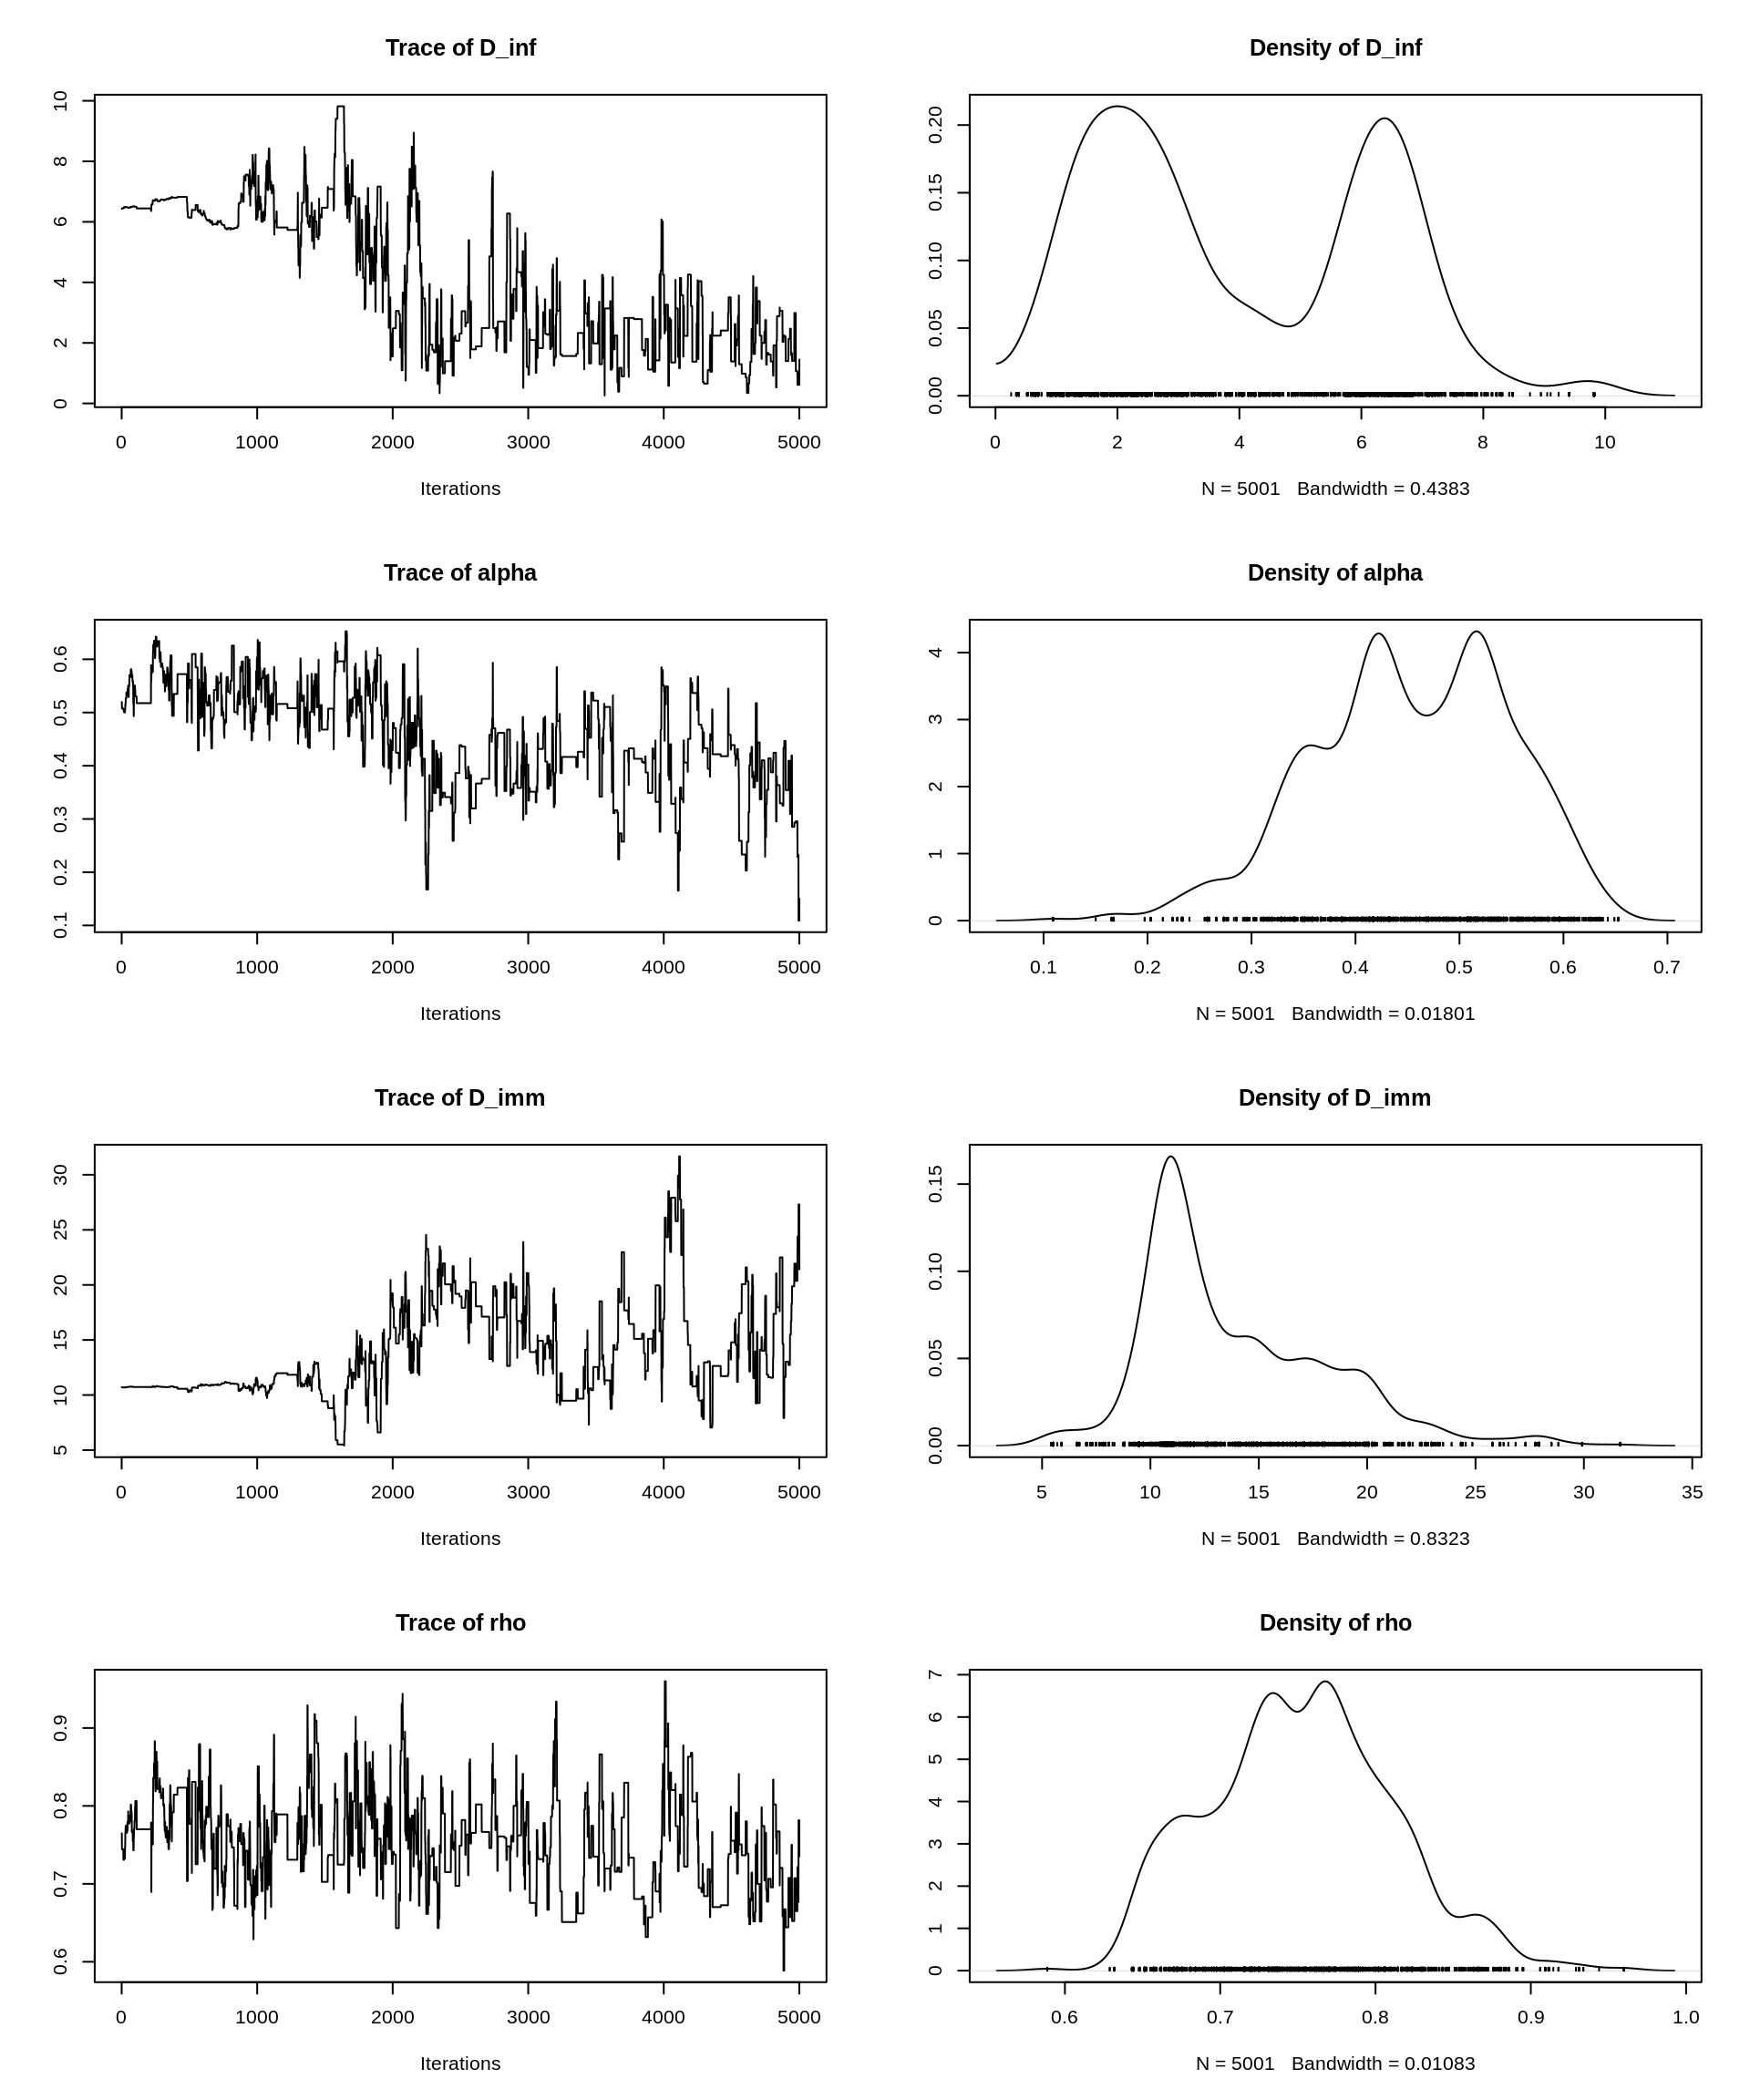 Trace of D_inf
Density of D_inf
10
8
6
4
2
0
0 1000 2000 3000 4000 5000
Iterations
0.20
0.15
0.10
0.05
0.00
0 2 4 6 8 10
N = 5001 Bandwidth = 0.4383
Trace of alpha
Density of alpha
0.6
0.5
0.4
0.3
0.2
0.1
0 1000 2000 3000 4000 5000
Iterations
4
3
2
1
0
0.1 0.2 0.3 0.4 0.5 0.6 0.7
N = 5001 Bandwidth = 0.01801
Trace of D_imm
Density of D_imm
30
25
20
15
10
5
0 1000 2000 3000 4000 5000
Iterations
0.15
0.10
0.05
0.00
5 10 15 20 25 30 35
N = 5001 Bandwidth = 0.8323
Trace of rho
Density of rho
0.9
0.8
0.7
0.6
0 1000 2000 3000 4000 5000
Iterations
7
6
5
4
3
2
1
0
0.6 0.7 0.8 0.9 1.0
N = 5001 Bandwidth = 0.01083